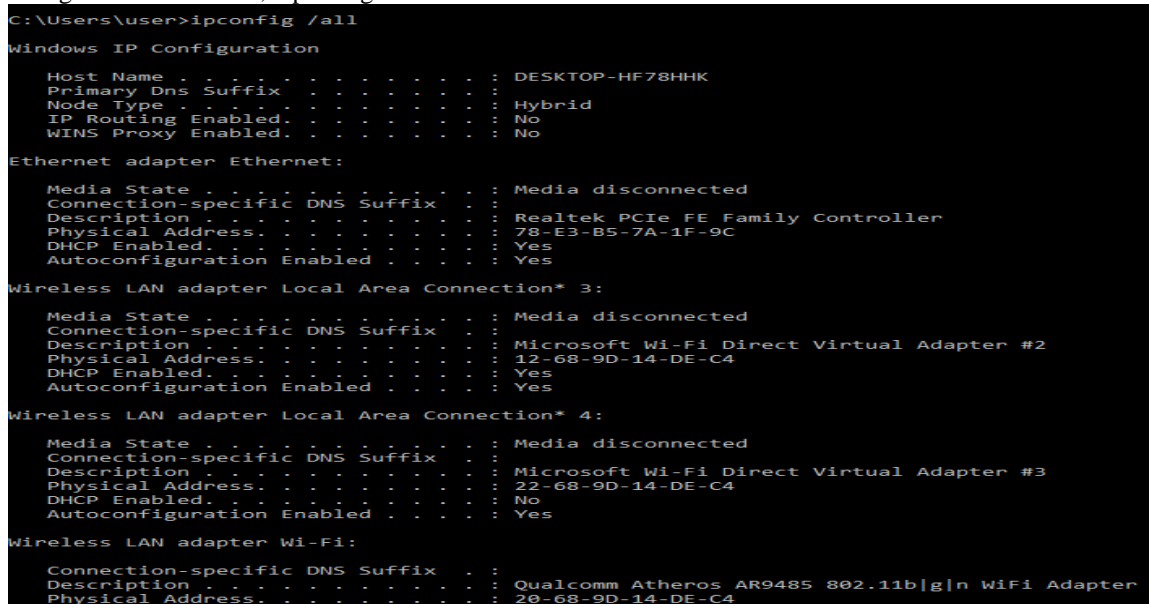 C:\Users\user>ipconfig /all
Windows IP Configuration
Host Name . . . . . . . . . . . . : DESKTOP-HF78HHK
Primary Dns Suffix  . . . . . . . :
Node Type . . . . . . . . . . . . : Hybrid
IP Routing Enabled. . . . . . . . : No
WINS Proxy Enabled. . . . . . . . : No
Ethernet adapter Ethernet:
Media State . . . . . . . . . . . : Media disconnected
Connection-specific DNS Suffix  . :
Description . . . . . . . . . . . : Realtek PCIe FE Family Controller
Physical Address. . . . . . . . . : 78-E3-B5-7A-1F-9C
DHCP Enabled. . . . . . . . . . . : Yes
Autoconfiguration Enabled . . . . : Yes
Wireless LAN adapter Local Area Connection* 3:
Media State . . . . . . . . . . . : Media disconnected
Connection-specific DNS Suffix  . :
Description . . . . . . . . . . . : Microsoft Wi-Fi Direct Virtual Adapter #2
Physical Address. . . . . . . . . : 12-68-9D-14-DE-C4
DHCP Enabled. . . . . . . . . . . : Yes
Autoconfiguration Enabled . . . . : Yes
Wireless LAN adapter Local Area Connection* 4:
Media State . . . . . . . . . . . : Media disconnected
Connection-specific DNS Suffix  . :
Description . . . . . . . . . . . : Microsoft Wi-Fi Direct Virtual Adapter #3
Physical Address. . . . . . . . . : 22-68-9D-14-DE-C4
DHCP Enabled. . . . . . . . . . . : No
Autoconfiguration Enabled . . . . : Yes
Wireless LAN adapter Wi-Fi:
Connection-specific DNS Suffix  . :
Description . . . . . . . . . . . : Qualcomm Atheros AR9485 802.11b|g|n WiFi Adapter
Physical Address. . . . . . . . . : 20-68-9D-14-DE-C4